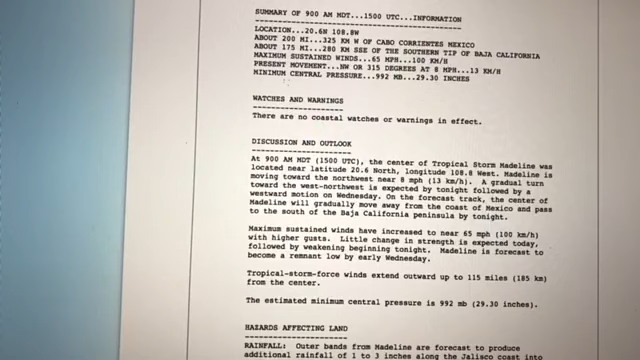 SUMMARY OF 900 AM MDT...1500 UTC...INFORMATION
----------------------------------------------
LOCATION...20.6N 108.8W
ABOUT 200 MI...325 KM W OF CABO CORRIENTES MEXICO
ABOUT 175 MI...280 KM SSE OF THE SOUTHERN TIP OF BAJA CALIFORNIA
MAXIMUM SUSTAINED WINDS...65 MPH...100 KM/H
PRESENT MOVEMENT...NW OR 315 DEGREES AT 8 MPH...13 KM/H
MINIMUM CENTRAL PRESSURE...992 MB...29.30 INCHES
WATCHES AND WARNINGS
--------------------
There are no coastal watches or warnings in effect.
DISCUSSION AND OUTLOOK
----------------------
At 900 AM MDT (1500 UTC), the center of Tropical Storm Madeline was
located near latitude 20.6 North, longitude 108.8 West. Madeline is
moving toward the northwest near 8 mph (13 km/h). A gradual turn
toward the west-northwest is expected by tonight followed by a
westward motion on Wednesday. On the forecast track, the center of
Madeline will gradually move away from the coast of Mexico and pass
to the south of the Baja California peninsula by tonight.
Maximum sustained winds have increased to near 65 mph (100 km/h)
with higher gusts. Little change in strength is expected today,
followed by weakening beginning tonight. Madeline is forecast to
become a remnant low by early Wednesday.
Tropical-storm-force winds extend outward up to 115 miles (185 km)
from the center.
The estimated minimum central pressure is 992 mb (29.30 inches).
HAZARDS AFFECTING LAND
----------------------
RAINFALL: Outer bands from Madeline are forecast to produce
additional rainfall of 1 to 3 inches along the Jalisco coast into